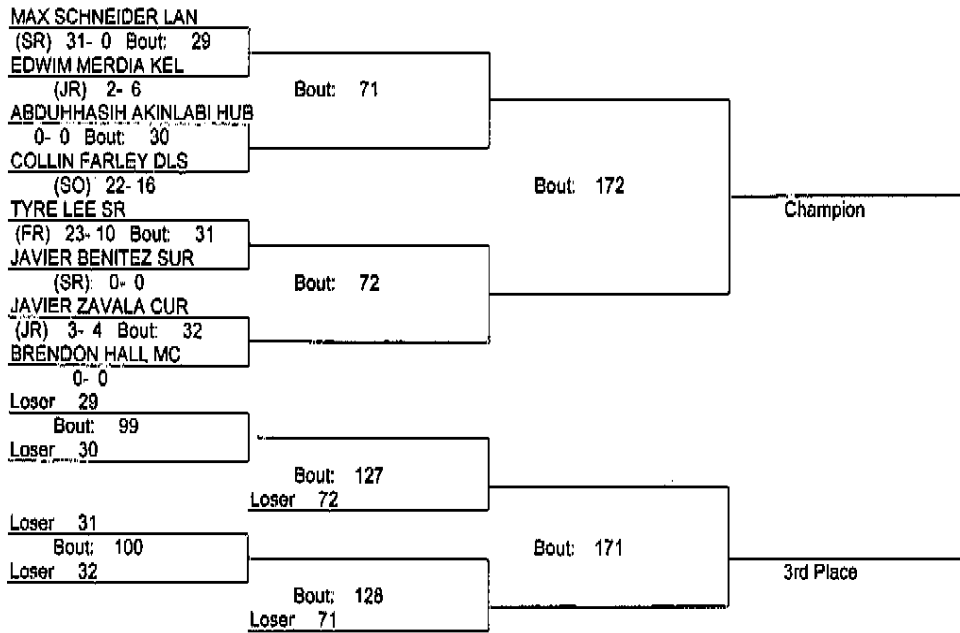 MAX SCHNEIDER LAN
(SR) 31- 0 Bout: 29
EDWIM MERDIA KEL
(JR) 2- 6
Bout: 71
ABDUHHASIH AKINLABI HUB
0- 0 Bout: 30
COLLIN FARLEY DLS
(SO) 22- 16
Bout: 172
TYRE LEE SR
Champion
(FR) 23- 10 Bout: 31
JAVIER BENITEZ SUR
(SR) 0- 0
Bout: 72
JAVIER ZAVALA CUR
(JR) 3- 4 Bout: 32
BRENDON HALL MC
0- 0
Loser 29
Bout: 99
Loser 30
Bout: 127
Loser 72
Loser 31
Bout: 100
Bout: 171
Loser 32
3rd Place
Bout: 128
Loser 71